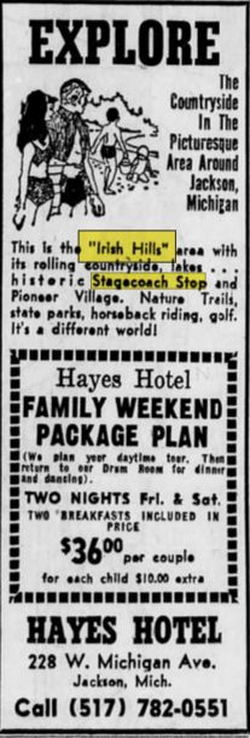 EXPLORE
The
Countryside
In The
Picturesque
Area Around
Jackson,
Michigan
This is the "Irish Hills" area with
its rolling countryside, lakes . . .
historic Stagecoach Stop and
Pioneer Village. Nature Trails,
state parks, horseback riding, golf.
It's a different world!
Hayes Hotel
FAMILY WEEKEND
PACKAGE PLAN
(We plan your daytime tour. Then
return to our Drum Room for dinner
and dancing).
TWO NIGHTS Fri. & Sat.
TWO BREAKFASTS INCLUDED IN
PRICE
$3600 per couple
for each child $10.00 extra
HAYES HOTEL
228 W. Michigan Ave.
Jackson, Mich.
Call (517) 782-0551